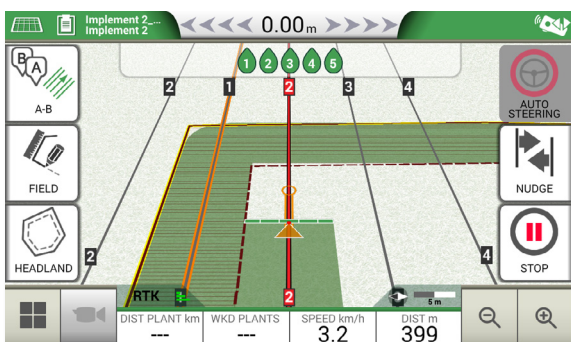 Implement 2_...
Implement 2
0.00 m
B
A
A-B
1 2 3 4 5
2 1 2 3 4
AUTO
STEERING
FIELD
NUDGE
HEADLAND
2
4
STOP
RTK
2
5 m
DIST PLANT km
WKD PLANTS
SPEED km/h
DIST m
---
---
3.2
399